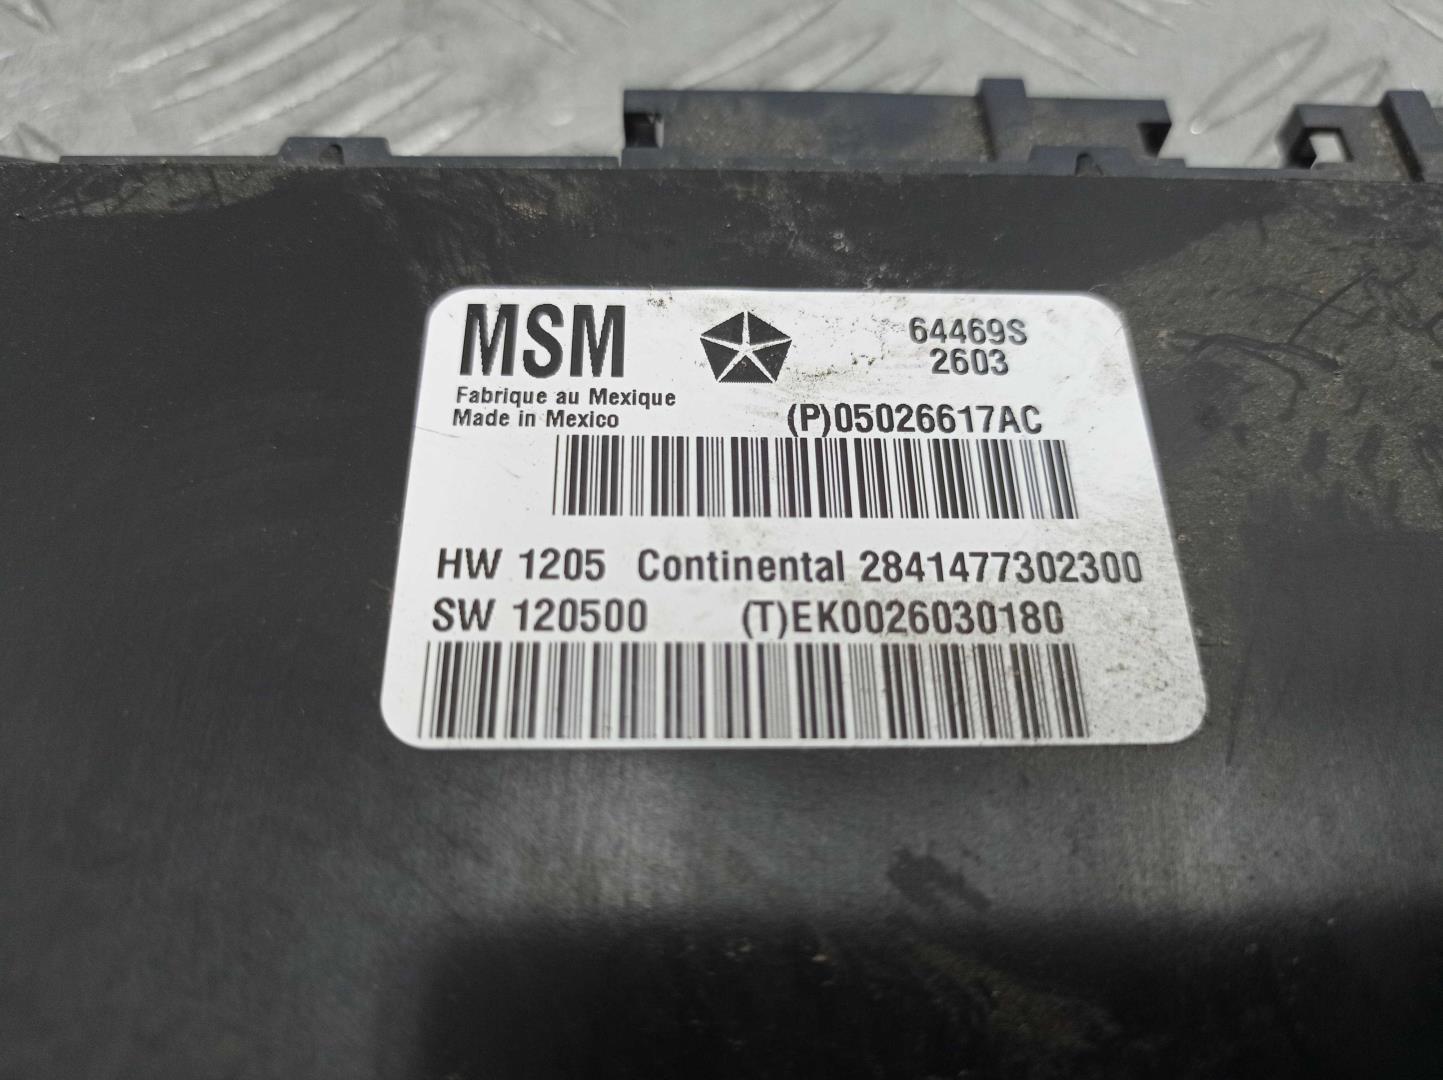 MSM
64469S
2603
Fabrique au Mexique
Made in Mexico
(P)05026617AC
HW 1205 Continental 2841477302300
SW 120500 (T)EK0026030180